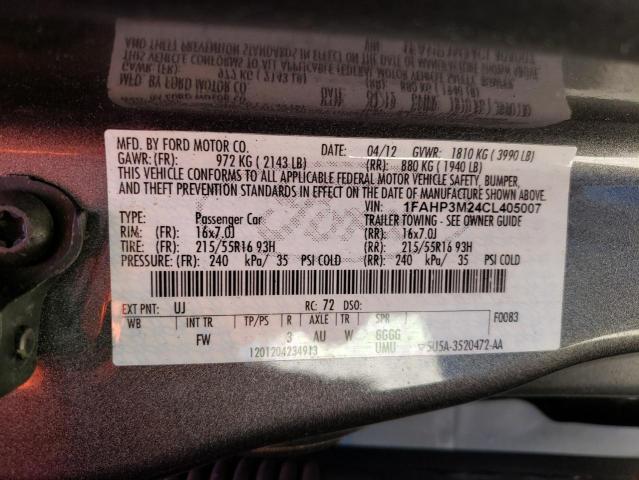 MFD. BY FORD MOTOR CO. DATE: 04/12 GVWR: 1810 KG ( 3990 LB)
GAWR: (FR): 972 KG ( 2143 LB) (RR): 880 KG ( 1940 LB)
THIS VEHICLE CONFORMS TO ALL APPLICABLE FEDERAL MOTOR VEHICLE SAFETY, BUMPER,
AND THEFT PREVENTION STANDARDS IN EFFECT ON THE DATE OF MANUFACTURE SHOWN ABOVE.
VIN: 1FAHP3M24CL405007
TYPE: Passenger Car TRAILER TOWING - SEE OWNER GUIDE
RIM: (FR): 16x7.0J (RR): 16x7.0J
TIRE: (FR): 215/55R16 93H (RR): 215/55R16 93H
PRESSURE: (FR): 240 kPa/ 35 PSI COLD (RR): 240 kPa/ 35 PSI COLD
EXT PNT: UJ RC: 72 DSO: F0083
WB INT TR TP/PS R AXLE TR SPR
FW 3 AU W GGGG
1201204234913 UMU 5U5A-3520472-AA